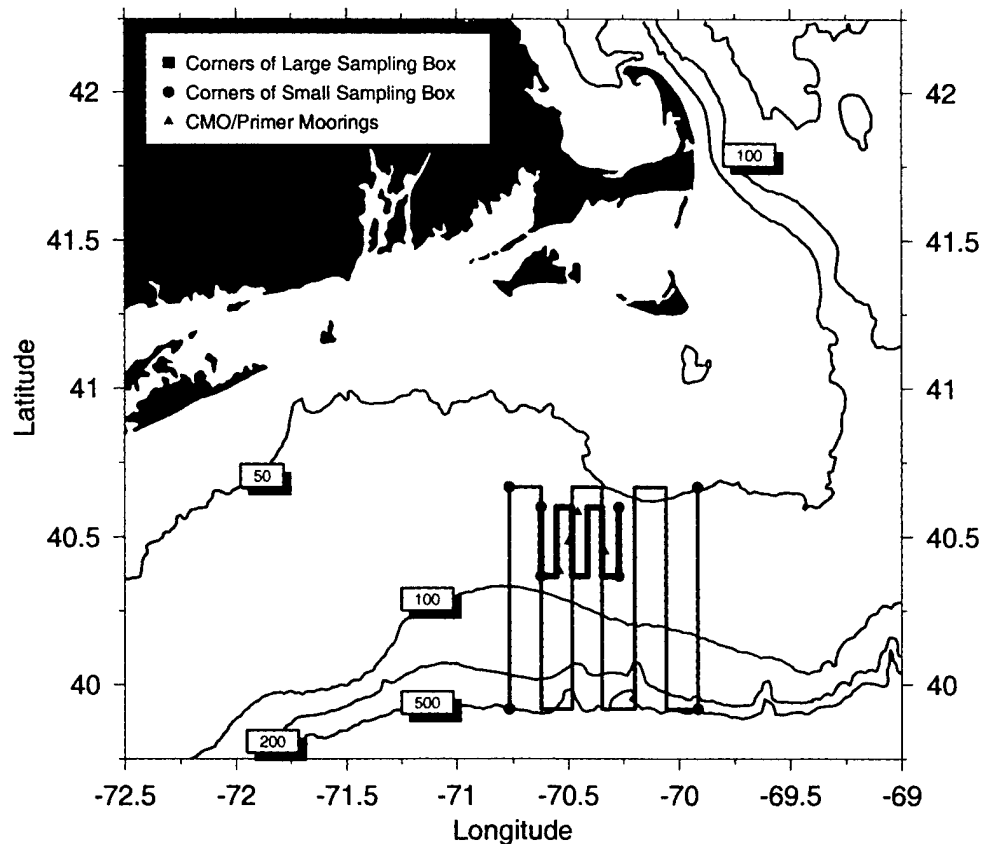 Corners of Large Sampling Box
Corners of Small Sampling Box
CMO/Primer Moorings
42
42
100
41.5
41.5
41
41
50
40.5
40.5
100
40
40
500
200
-72.5 -72 -71.5 -71 -70.5 -70 -69.5 -69
Latitude
Longitude